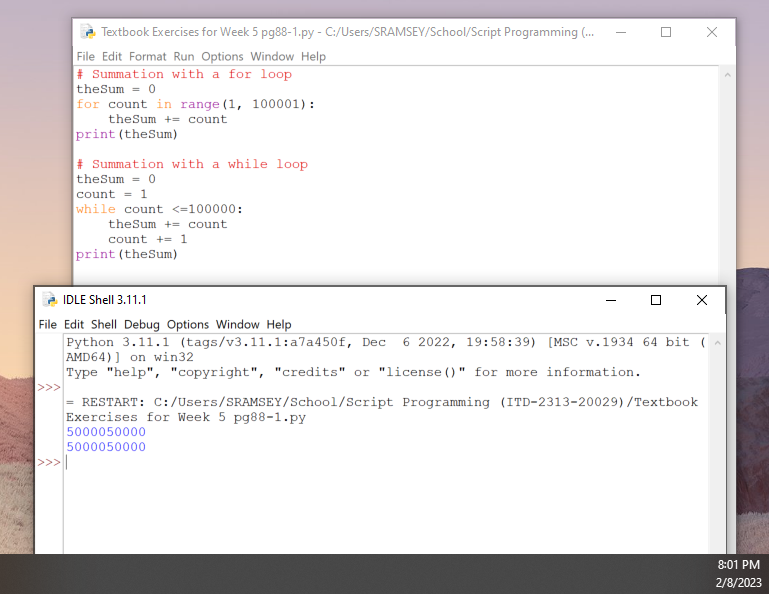 Textbook Exercises for Week 5 pg88-1.py - C:/Users/SRAMSEY/School/Script Programming (...
File Edit Format Run Options Window Help
# Summation with a for loop
theSum = 0
for count in range(1, 100001):
    theSum += count
print(theSum)

# Summation with a while loop
theSum = 0
count = 1
while count <=100000:
    theSum += count
    count += 1
print(theSum)
IDLE Shell 3.11.1
File Edit Shell Debug Options Window Help
Python 3.11.1 (tags/v3.11.1:a7a450f, Dec  6 2022, 19:58:39) [MSC v.1934 64 bit (
AMD64)] on win32
Type "help", "copyright", "credits" or "license()" for more information.
>>>
= RESTART: C:/Users/SRAMSEY/School/Script Programming (ITD-2313-20029)/Textbook
Exercises for Week 5 pg88-1.py
5000050000
5000050000
>>>
8:01 PM
2/8/2023